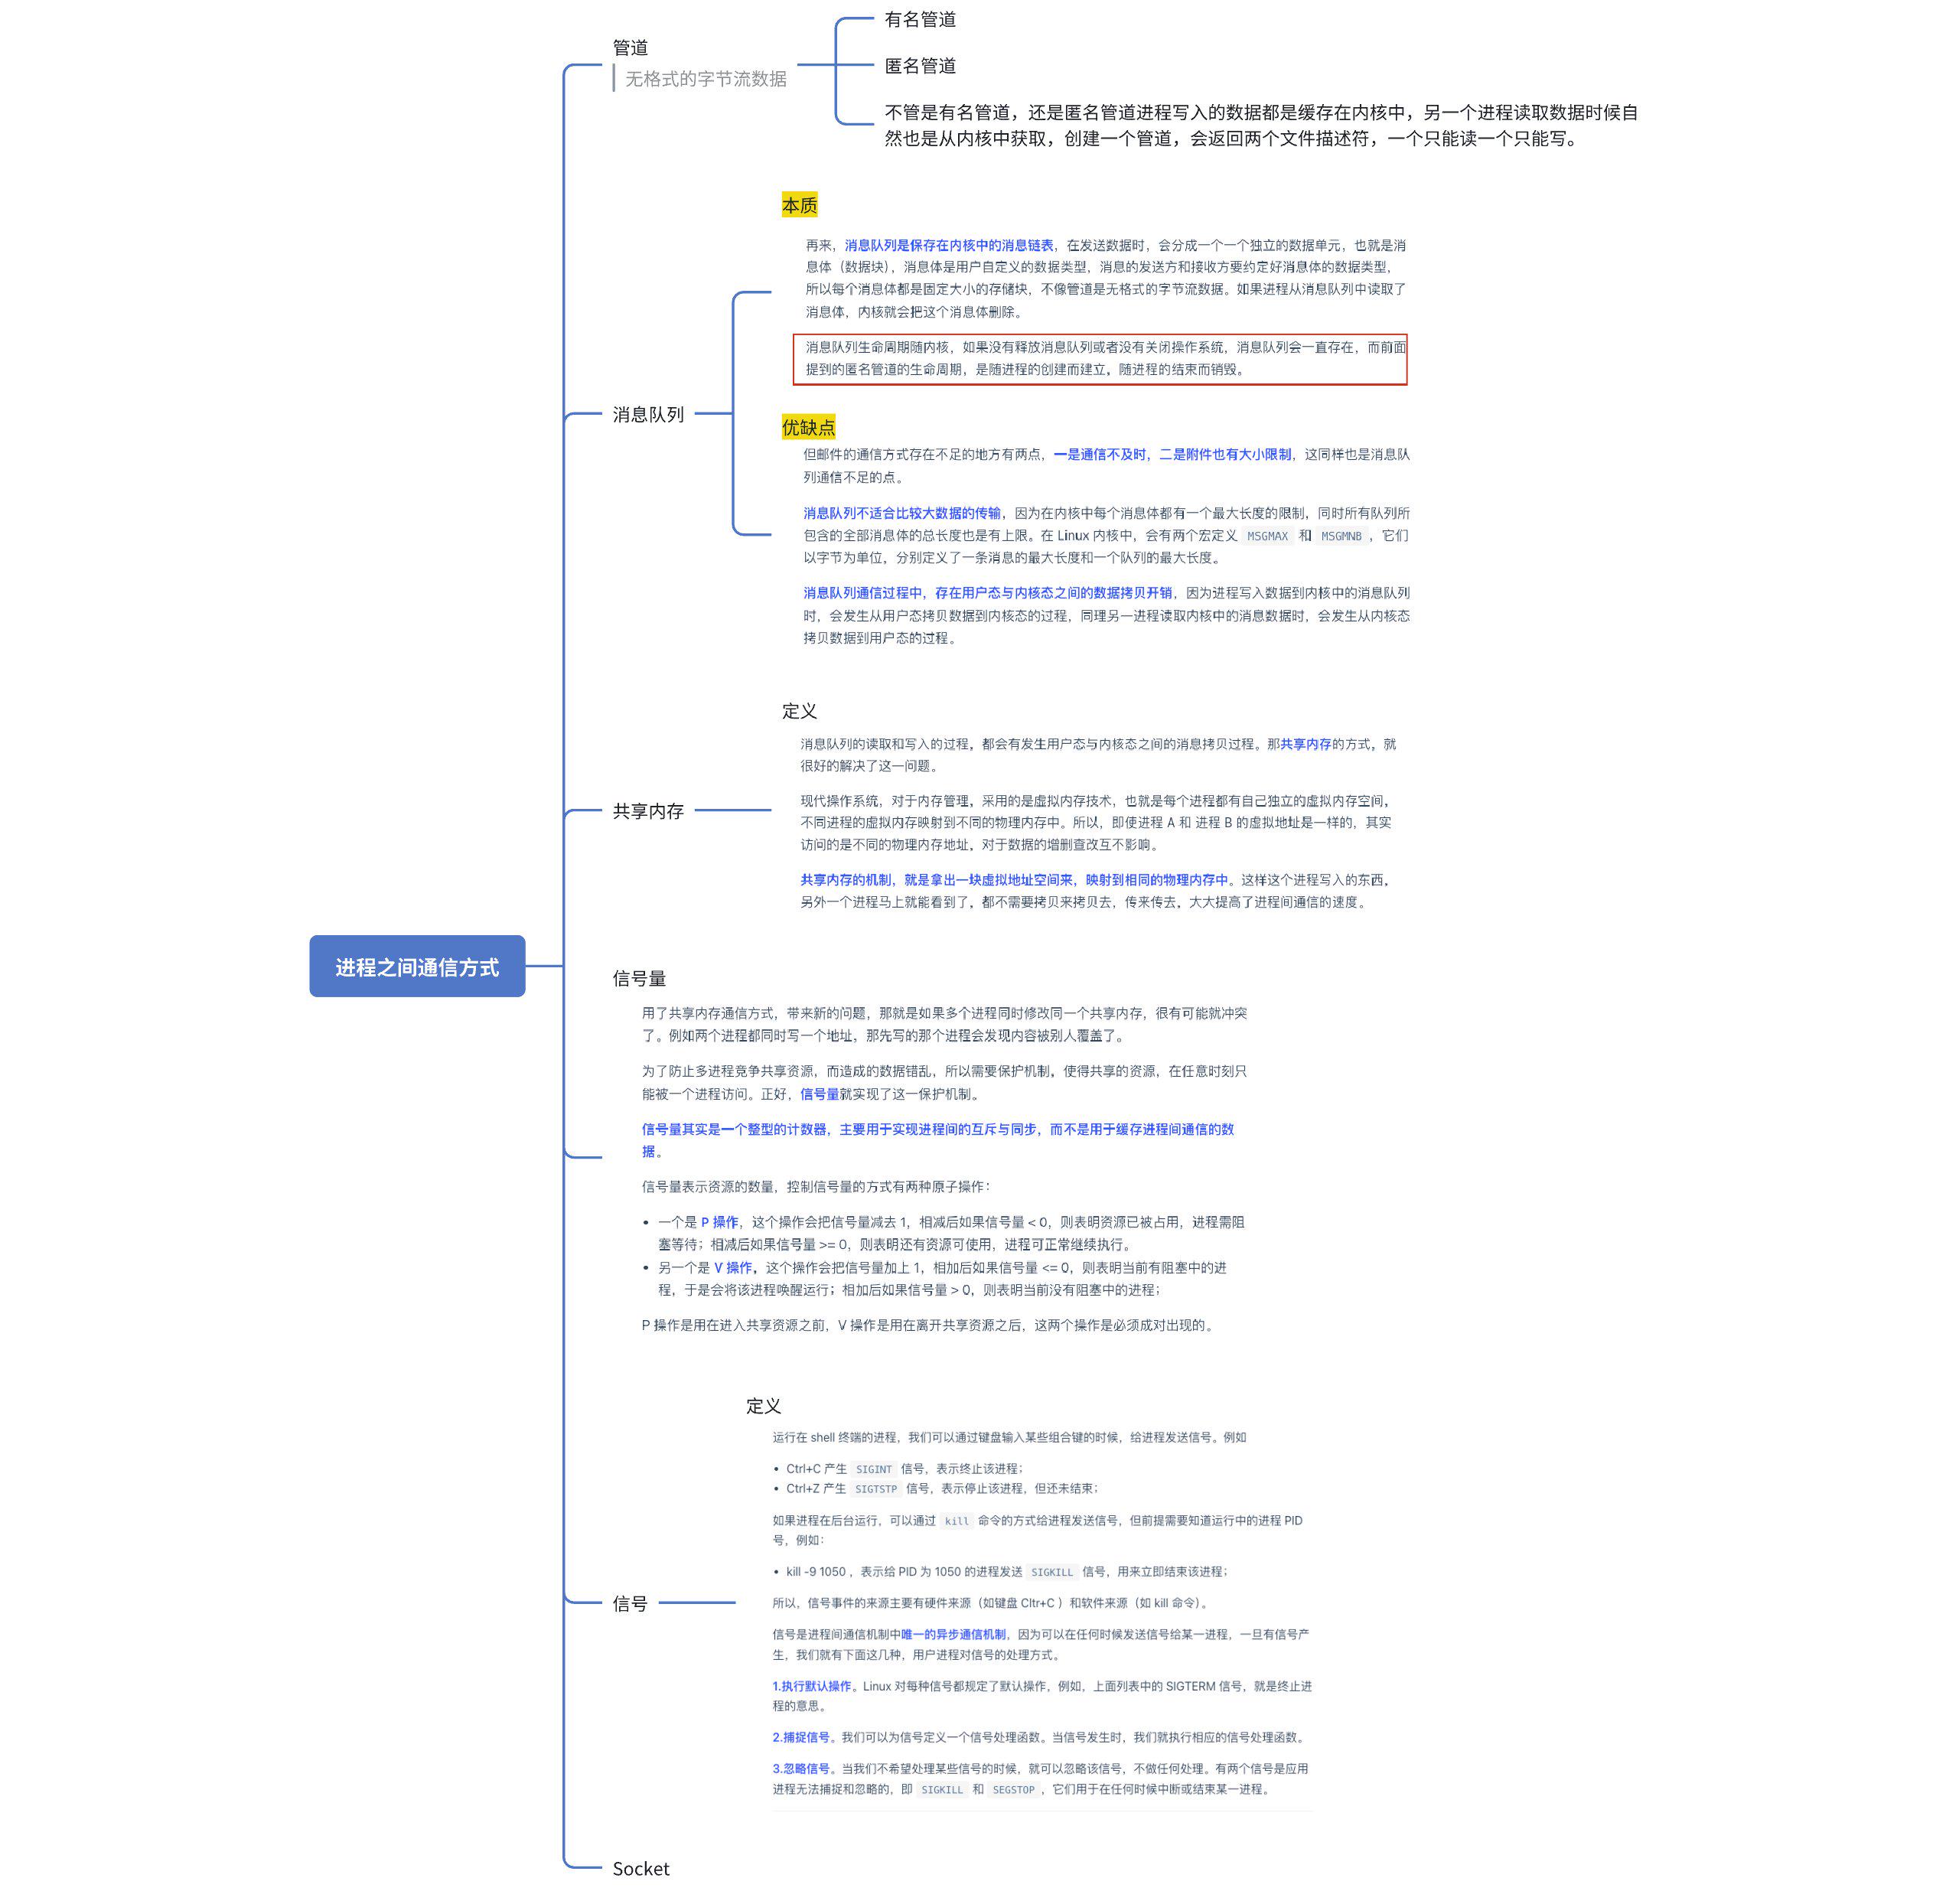 进程之间通信方式
管道
无格式的字节流数据
有名管道
匿名管道
不管是有名管道，还是匿名管道进程写入的数据都是缓存在内核中，另一个进程读取数据时候自
然也是从内核中获取，创建一个管道，会返回两个文件描述符，一个只能读一个只能写。
消息队列
本质
再来，消息队列是保存在内核中的消息链表，在发送数据时，会分成一个一个独立的数据单元，也就是消
息体（数据块），消息体是用户自定义的数据类型，消息的发送方和接收方要约定好消息体的数据类型，
所以每个消息体都是固定大小的存储块，不像管道是无格式的字节流数据。如果进程从消息队列中读取了
消息体，内核就会把这个消息体删除。
消息队列生命周期随内核，如果没有释放消息队列或者没有关闭操作系统，消息队列会一直存在，而前面
提到的匿名管道的生命周期，是随进程的创建而建立，随进程的结束而销毁。
优缺点
但邮件的通信方式存在不足的地方有两点，一是通信不及时，二是附件也有大小限制，这同样也是消息队
列通信不足的点。
消息队列不适合比较大数据的传输，因为在内核中每个消息体都有一个最大长度的限制，同时所有队列所
包含的全部消息体的总长度也是有上限。在 Linux 内核中，会有两个宏定义 MSGMAX 和 MSGMNB，它们
以字节为单位，分别定义了一条消息的最大长度和一个队列的最大长度。
消息队列通信过程中，存在用户态与内核态之间的数据拷贝开销，因为进程写入数据到内核中的消息队列
时，会发生从用户态拷贝数据到内核态的过程，同理另一进程读取内核中的消息数据时，会发生从内核态
拷贝数据到用户态的过程。
共享内存
定义
消息队列的读取和写入的过程，都会有发生用户态与内核态之间的消息拷贝过程。那共享内存的方式，就
很好的解决了这一问题。
现代操作系统，对于内存管理，采用的是虚拟内存技术，也就是每个进程都有自己独立的虚拟内存空间，
不同进程的虚拟内存映射到不同的物理内存中。所以，即使进程 A 和 进程 B 的虚拟地址是一样的，其实
访问的是不同的物理内存地址，对于数据的增删查改互不影响。
共享内存的机制，就是拿出一块虚拟地址空间来，映射到相同的物理内存中。这样这个进程写入的东西，
另外一个进程马上就能看到了，都不需要拷贝来拷贝去，传来传去，大大提高了进程间通信的速度。
信号量
用了共享内存通信方式，带来新的问题，那就是如果多个进程同时修改同一个共享内存，很有可能就冲突
了。例如两个进程都同时写一个地址，那先写的那个进程会发现内容被别人覆盖了。
为了防止多进程竞争共享资源，而造成的数据错乱，所以需要保护机制，使得共享的资源，在任意时刻只
能被一个进程访问。正好，信号量就实现了这一保护机制。
信号量其实是一个整型的计数器，主要用于实现进程间的互斥与同步，而不是用于缓存进程间通信的数
据。
信号量表示资源的数量，控制信号量的方式有两种原子操作：
• 一个是 P 操作，这个操作会把信号量减去 1，相减后如果信号量 < 0，则表明资源已被占用，进程需阻
塞等待；相减后如果信号量 >= 0，则表明还有资源可使用，进程可正常继续执行。
• 另一个是 V 操作，这个操作会把信号量加上 1，相加后如果信号量 <= 0，则表明当前有阻塞中的进
程，于是会将该进程唤醒运行；相加后如果信号量 > 0，则表明当前没有阻塞中的进程；
P 操作是用在进入共享资源之前，V 操作是用在离开共享资源之后，这两个操作是必须成对出现的。
信号
定义
运行在 shell 终端的进程，我们可以通过键盘输入某些组合键的时候，给进程发送信号。例如
• Ctrl+C 产生 SIGINT 信号，表示终止该进程；
• Ctrl+Z 产生 SIGTSTP 信号，表示停止该进程，但还未结束；
如果进程在后台运行，可以通过 kill 命令的方式给进程发送信号，但前提需要知道运行中的进程 PID
号，例如：
• kill -9 1050 ，表示给 PID 为 1050 的进程发送 SIGKILL 信号，用来立即结束该进程；
所以，信号事件的来源主要有硬件来源（如键盘 Cltr+C ）和软件来源（如 kill 命令）。
信号是进程间通信机制中唯一的异步通信机制，因为可以在任何时候发送信号给某一进程，一旦有信号产
生，我们就有下面这几种，用户进程对信号的处理方式。
1.执行默认操作。Linux 对每种信号都规定了默认操作，例如，上面列表中的 SIGTERM 信号，就是终止进
程的意思。
2.捕捉信号。我们可以为信号定义一个信号处理函数。当信号发生时，我们就执行相应的信号处理函数。
3.忽略信号。当我们不希望处理某些信号的时候，就可以忽略该信号，不做任何处理。有两个信号是应用
进程无法捕捉和忽略的，即 SIGKILL 和 SEGSTOP，它们用于在任何时候中断或结束某一进程。
Socket